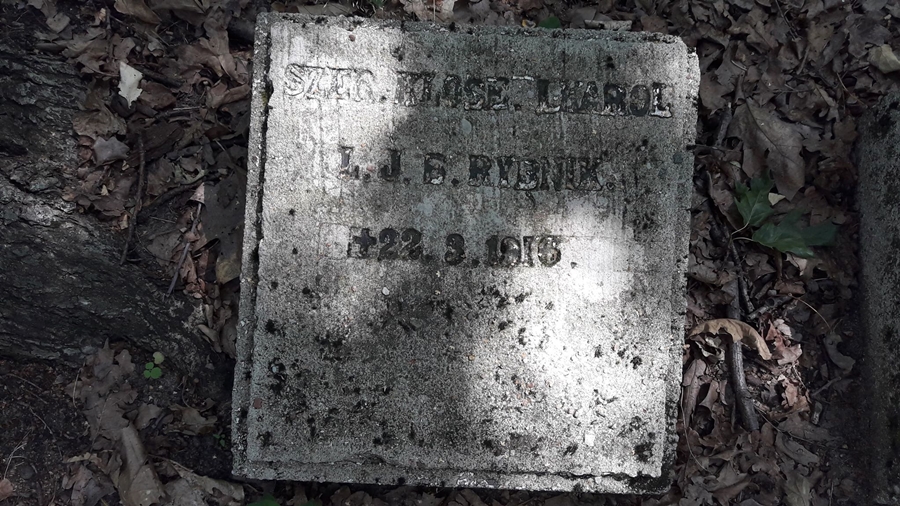 SZER. KLOSE KAROL
L. J. B. RYBNIK.
✝22. 3. 1916.